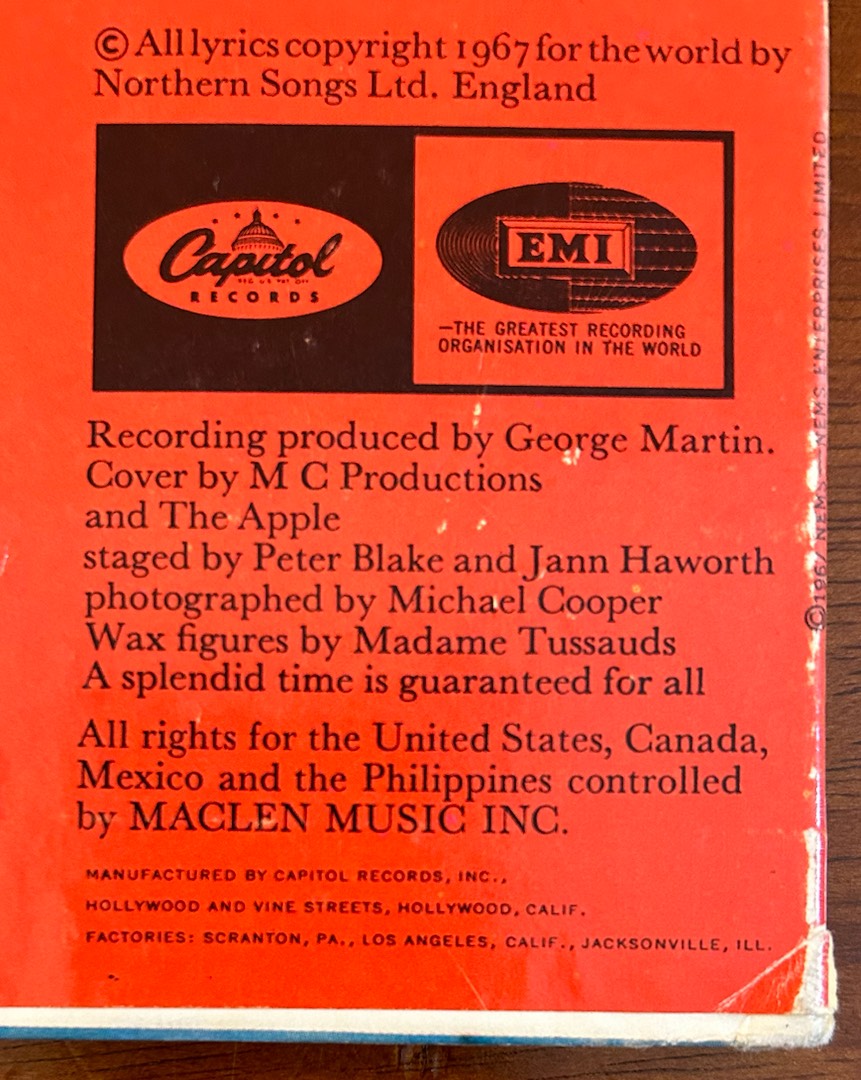 © All lyrics copyright 1967 for the world by
Northern Songs Ltd. England
Capitol
REG. U.S. PAT. OFF.
RECORDS
EMI
—THE GREATEST RECORDING
ORGANISATION IN THE WORLD
Recording produced by George Martin.
Cover by M C Productions
and The Apple
staged by Peter Blake and Jann Haworth
photographed by Michael Cooper
Wax figures by Madame Tussauds
A splendid time is guaranteed for all
All rights for the United States, Canada,
Mexico and the Philippines controlled
by MACLEN MUSIC INC.
MANUFACTURED BY CAPITOL RECORDS, INC.,
HOLLYWOOD AND VINE STREETS, HOLLYWOOD, CALIF.
FACTORIES: SCRANTON, PA., LOS ANGELES, CALIF., JACKSONVILLE, ILL.
©1967 NEMS — NEMS ENTERPRISES LIMITED